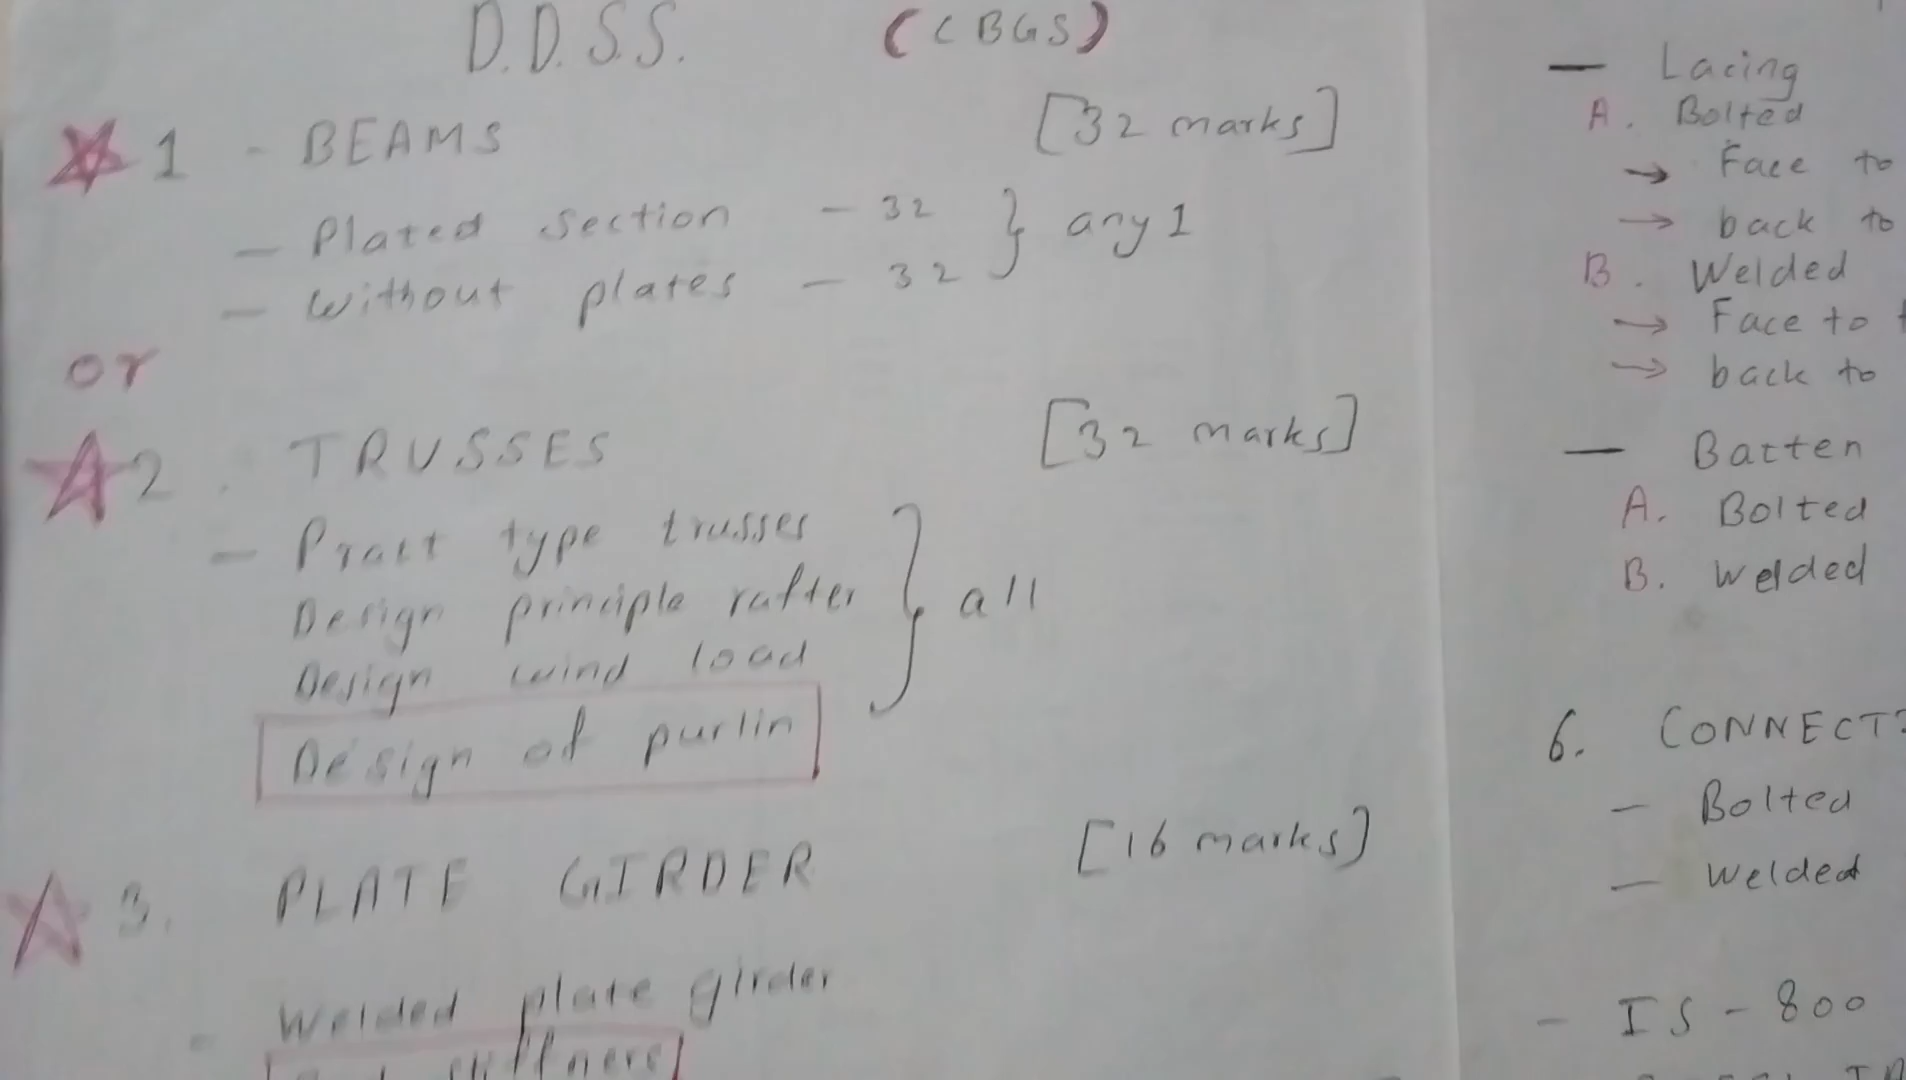 D.D.S.S. (CBGS)
1 - BEAMS [32 marks]
- Plated section - 32
- Without plates - 32 } any 1
or
2. TRUSSES [32 marks]
- Pratt type trusses
Design principle rafter
Design wind load
Design of purlin } all
3. PLATE GIRDER [16 marks]
- Welded plate girder
— Lacing
A. Bolted
→ Face to
→ back to
B. Welded
→ Face to
→ back to
— Batten
A. Bolted
B. Welded
6. CONNECT
- Bolted
- Welded
- IS - 800